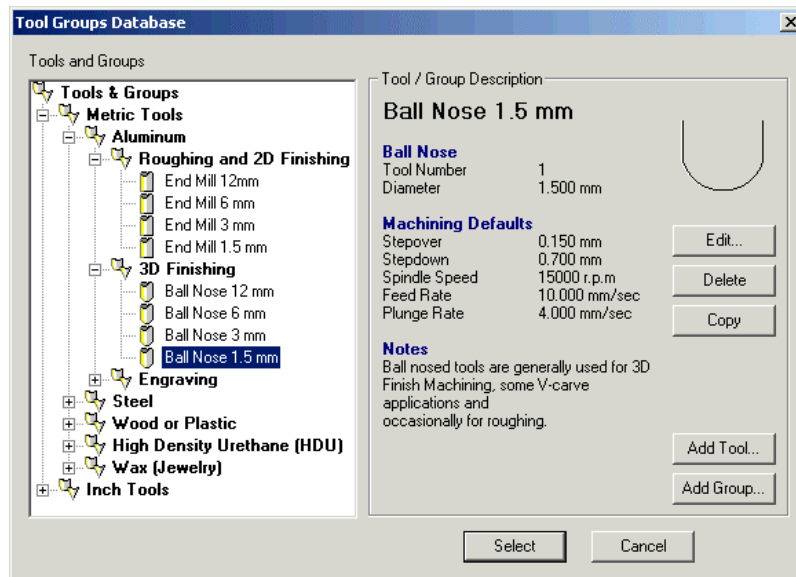 Tool Groups Database
Tools and Groups
Tools & Groups
Metric Tools
Aluminum
Roughing and 2D Finishing
End Mill 12mm
End Mill 6 mm
End Mill 3 mm
End Mill 1.5 mm
3D Finishing
Ball Nose 12 mm
Ball Nose 6 mm
Ball Nose 3 mm
Ball Nose 1.5 mm
Engraving
Steel
Wood or Plastic
High Density Urethane (HDU)
Wax (Jewelry)
Inch Tools
Tool / Group Description
Ball Nose 1.5 mm
Ball Nose
Tool Number 1
Diameter 1.500 mm
Machining Defaults
Stepover 0.150 mm
Stepdown 0.700 mm
Spindle Speed 15000 r.p.m
Feed Rate 10.000 mm/sec
Plunge Rate 4.000 mm/sec
Notes
Ball nosed tools are generally used for 3D
Finish Machining, some V-carve
applications and
occasionally for roughing.
Edit...
Delete
Copy
Add Tool...
Add Group...
Select
Cancel